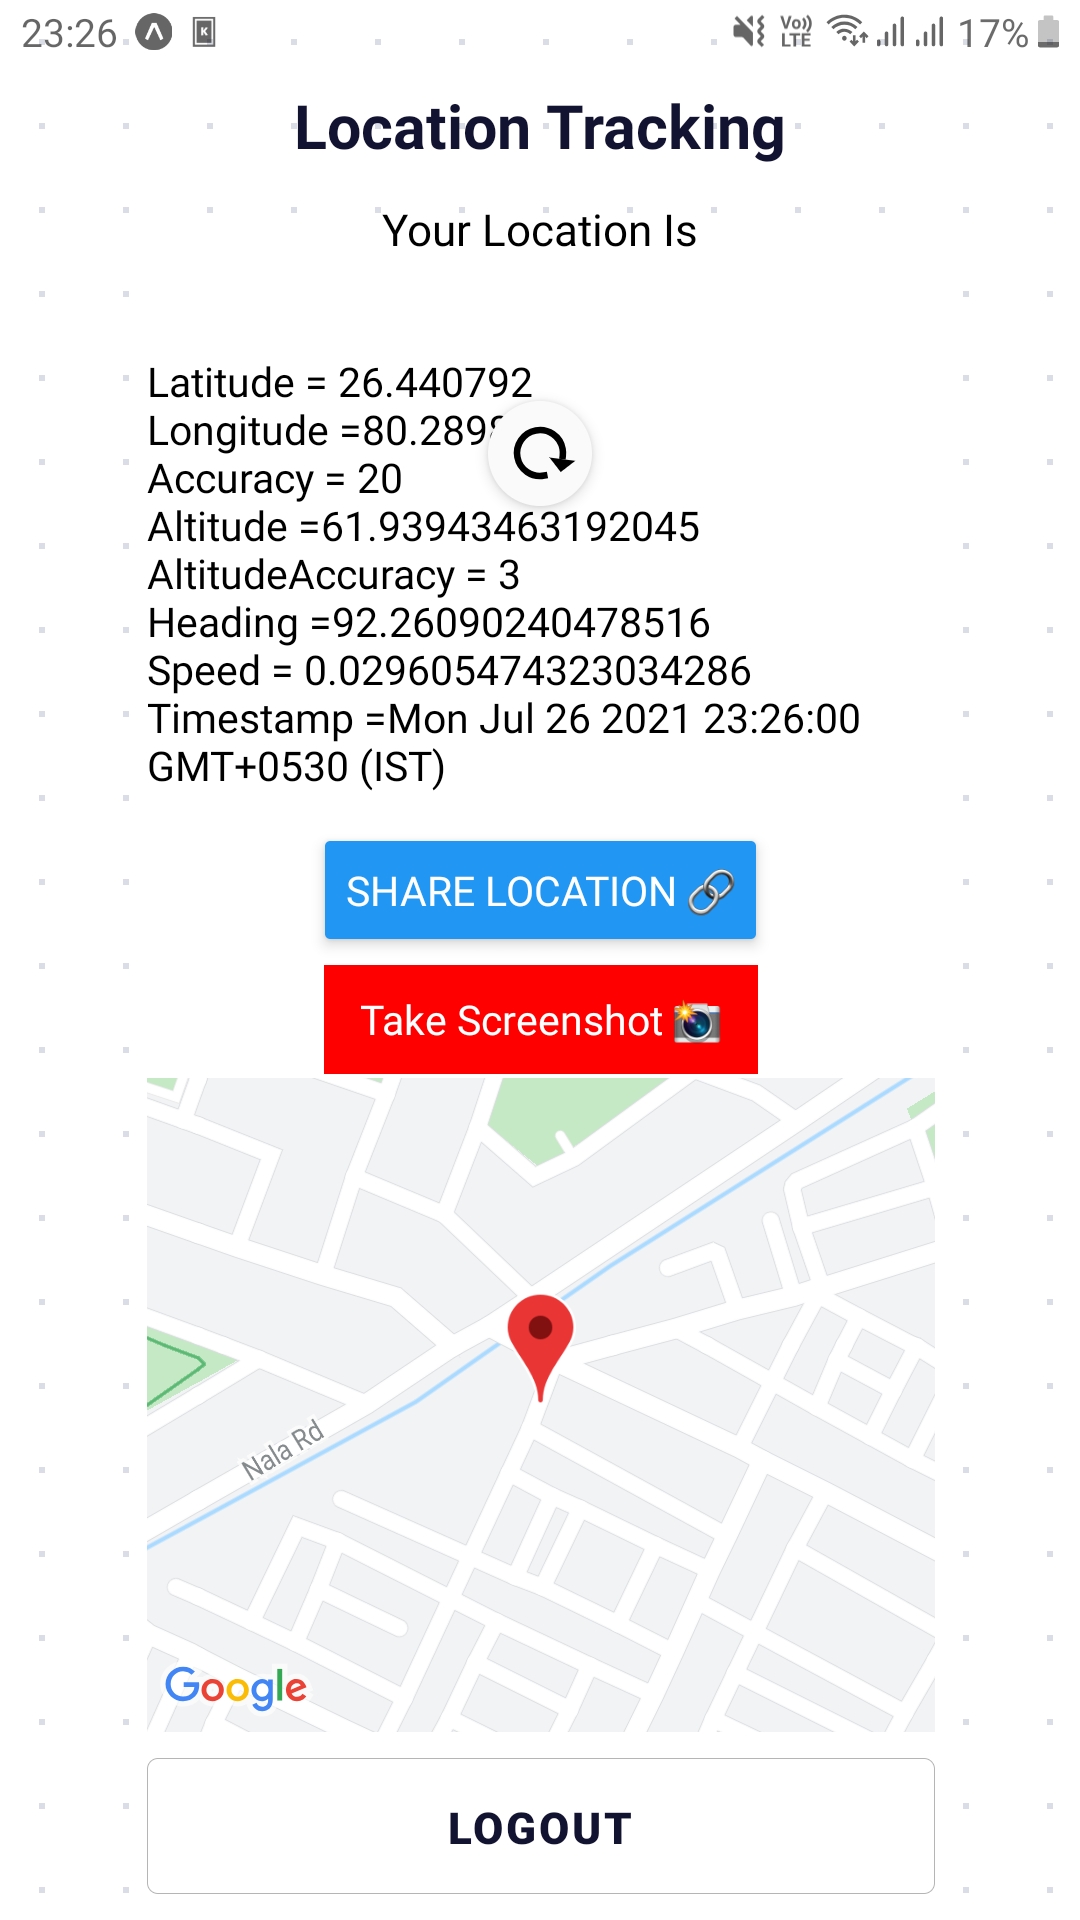 23:26
K
Vo))
LTE
17%
Location Tracking
Your Location Is
Latitude = 26.440792
Longitude =80.289
Accuracy = 20
Altitude =61.93943463192045
AltitudeAccuracy = 3
Heading =92.26090240478516
Speed = 0.029605474323034286
Timestamp =Mon Jul 26 2021 23:26:00
GMT+0530 (IST)
SHARE LOCATION 🔗
Take Screenshot 📸
Nala Rd
Google
LOGOUT